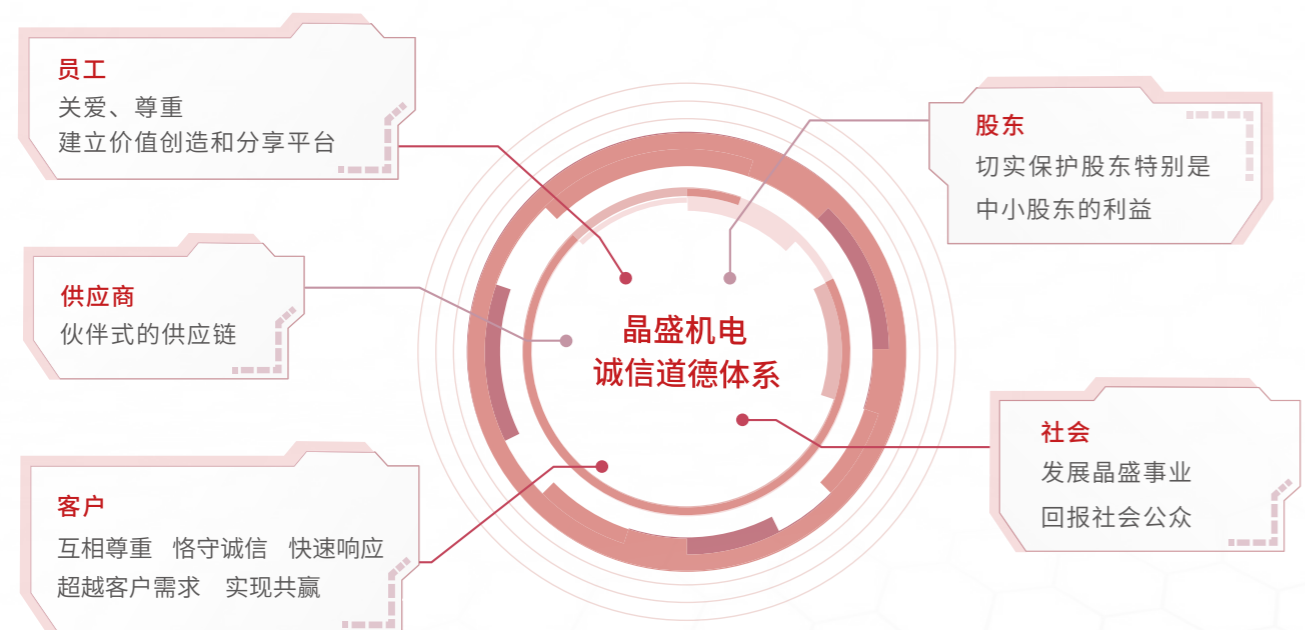 员工
关爱、尊重
建立价值创造和分享平台
供应商
伙伴式的供应链
客户
互相尊重 恪守诚信 快速响应
超越客户需求 实现共赢
晶盛机电
诚信道德体系
股东
切实保护股东特别是
中小股东的利益
社会
发展晶盛事业
回报社会公众